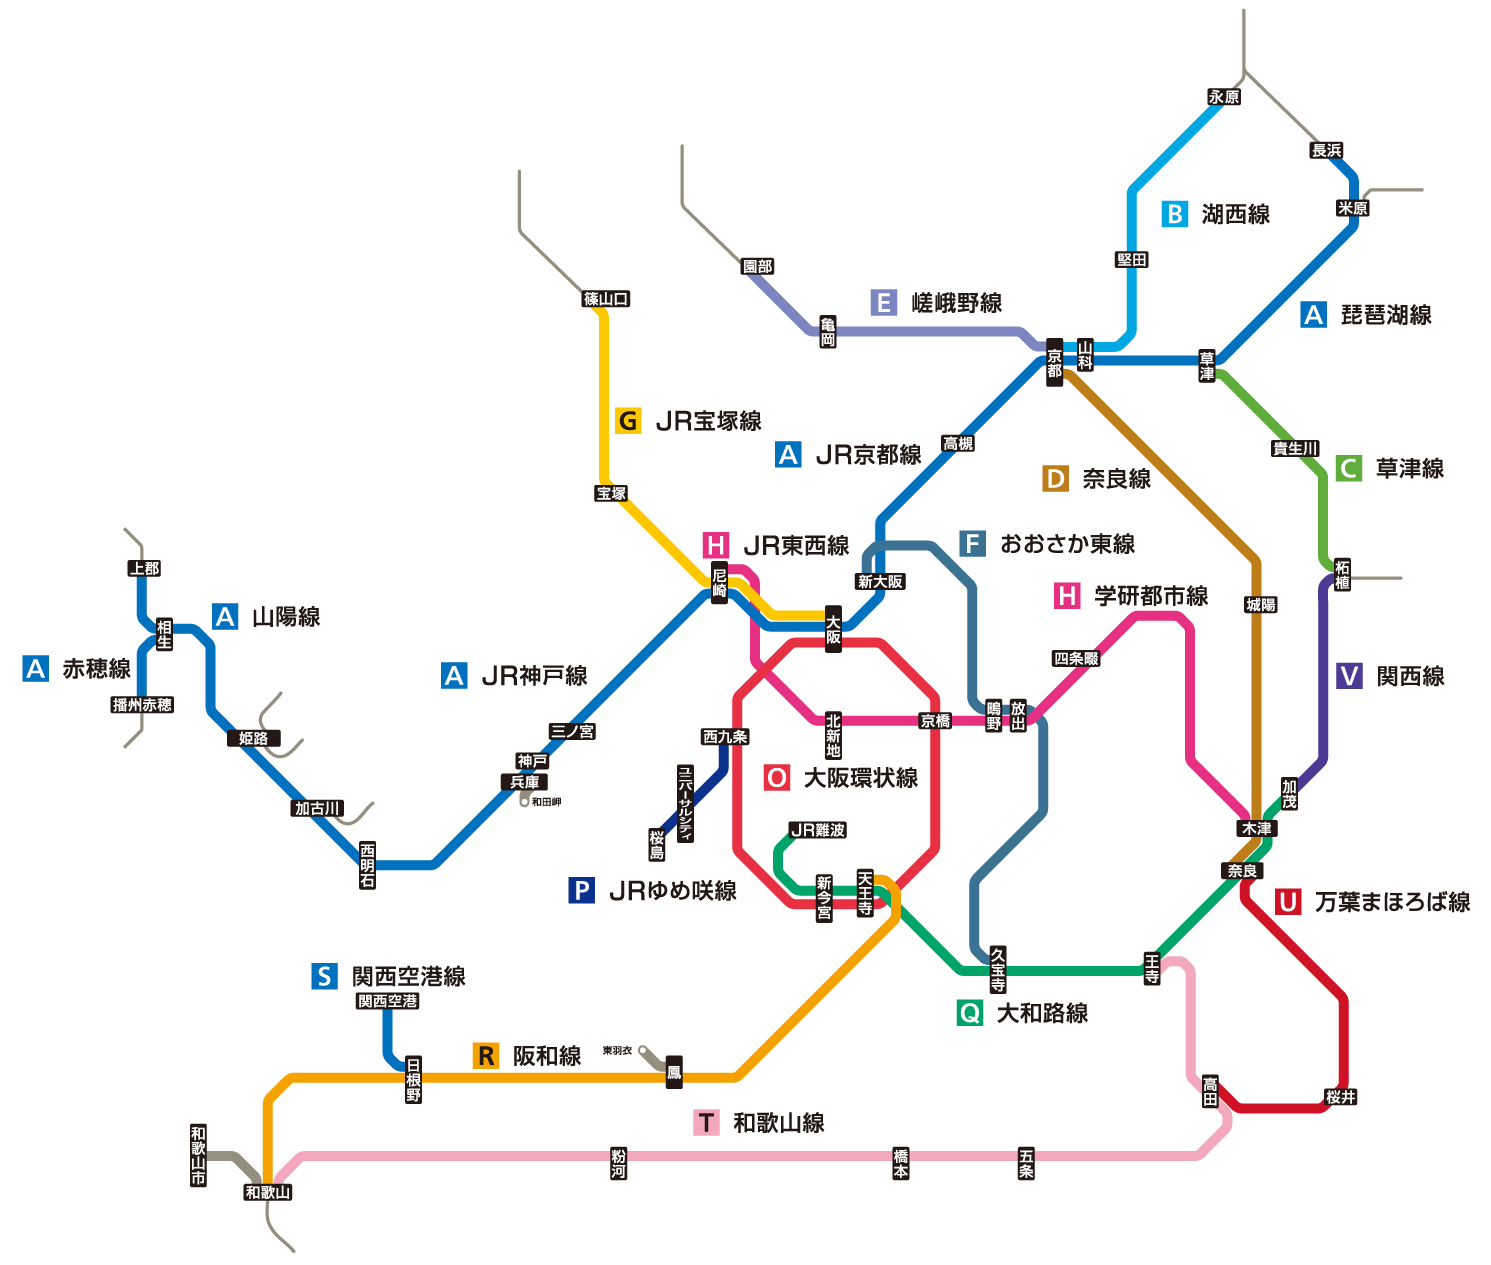 永原
長浜
米原
B 湖西線
堅田
園部
篠山口
E 嵯峨野線
亀岡
A 琵琶湖線
京都
山科
草津
G JR宝塚線
A JR京都線
高槻
貴生川
D 奈良線
C 草津線
宝塚
H JR東西線
F おおさか東線
上郡
尼崎
新大阪
柘植
H 学研都市線
城陽
A 山陽線
相生
大阪
四条畷
A 赤穂線
A JR神戸線
V 関西線
播州赤穂
姫路
三ノ宮
西九条
北新地
京橋
鴫野
放出
神戸
兵庫
和田岬
ユニバーサルシティ
O 大阪環状線
加茂
加古川
桜島
JR難波
木津
西明石
奈良
P JRゆめ咲線
新今宮
天王寺
U 万葉まほろば線
S 関西空港線
関西空港
久宝寺
王寺
Q 大和路線
R 阪和線
東羽衣
鳳
日根野
高田
桜井
T 和歌山線
和歌山市
粉河
橋本
五条
和歌山